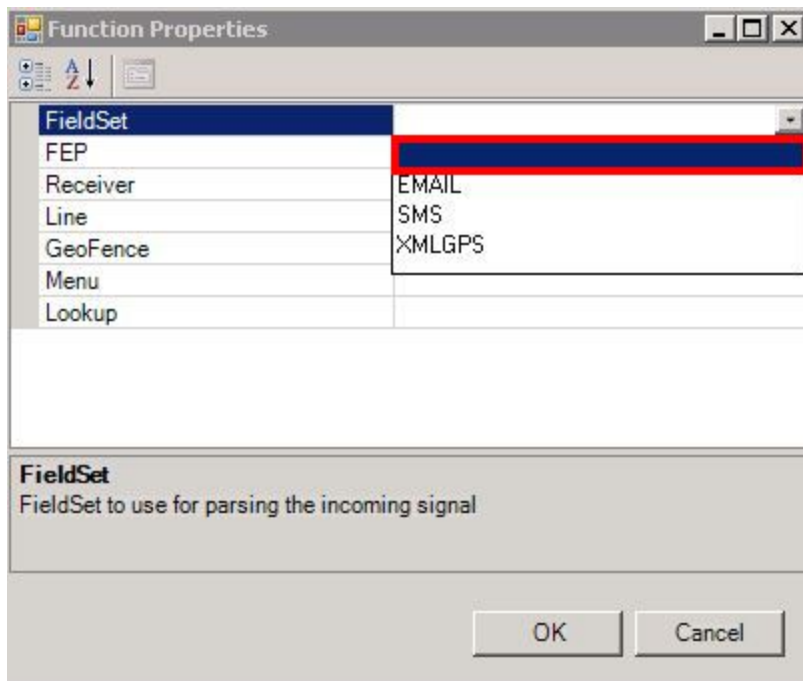 Function Properties
FieldSet
FEP
Receiver
EMAIL
Line
SMS
GeoFence
XMLGPS
Menu
Lookup
FieldSet
FieldSet to use for parsing the incoming signal
OK
Cancel